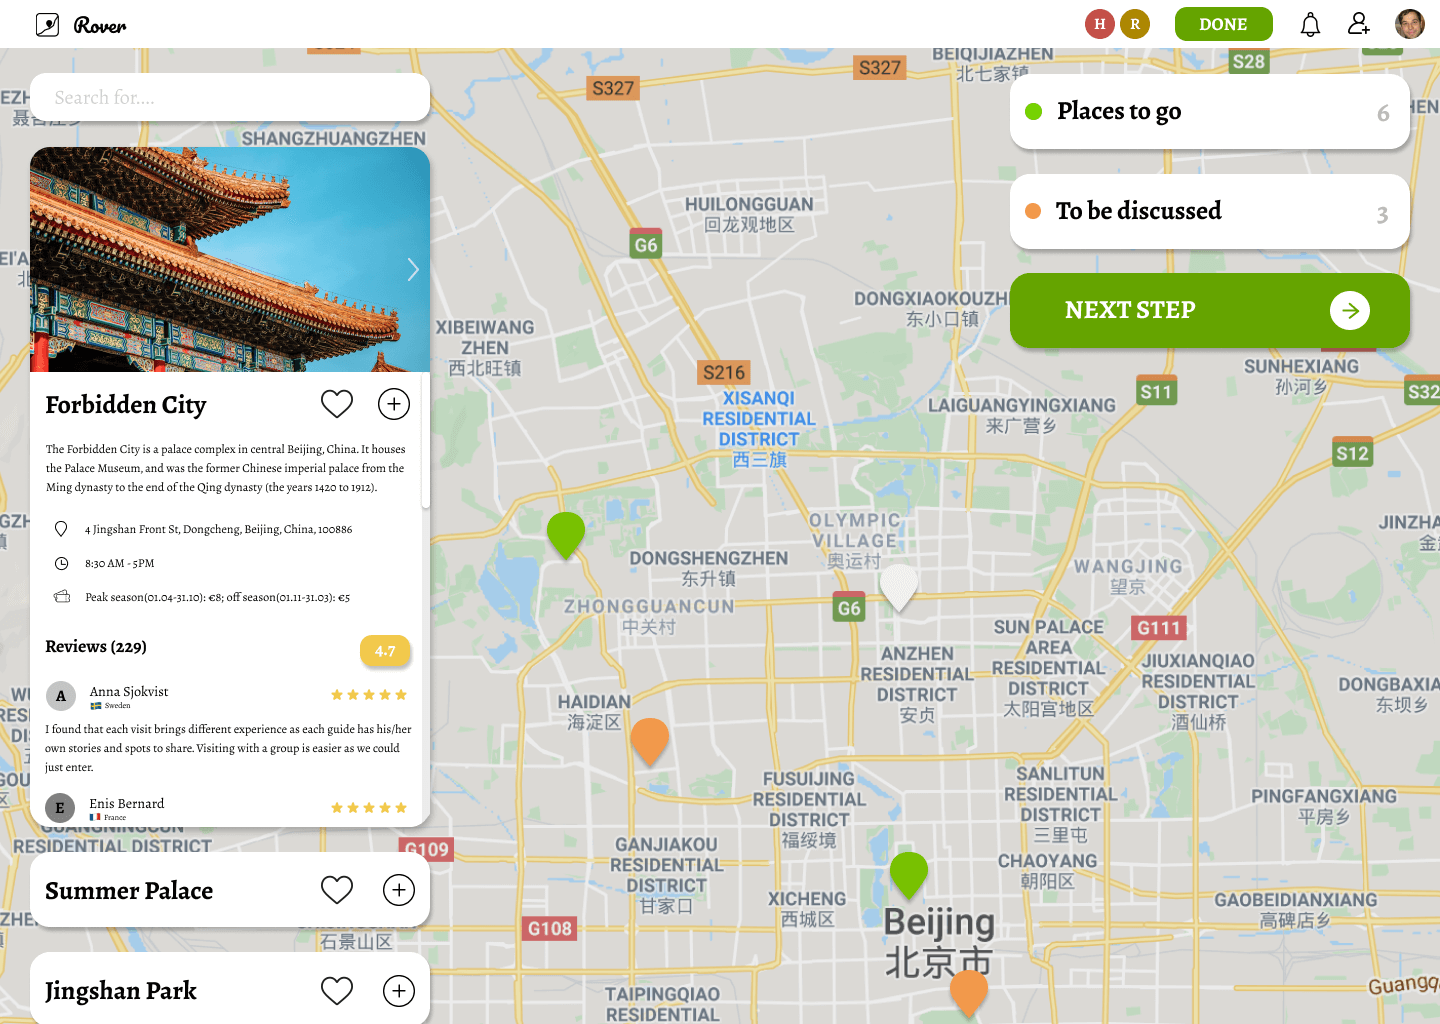 Rover
H
R
DONE
Search for....
Forbidden City
The Forbidden City is a palace complex in central Beijing, China. It houses
the Palace Museum, and was the former Chinese imperial palace from the
Ming dynasty to the end of the Qing dynasty (the years 1420 to 1912).
4 Jingshan Front St, Dongcheng, Beijing, China, 100886
8:30 AM - 5PM
Peak season(01.04-31.10): €8; off season(01.11-31.03): €5
Reviews (229)
4.7
A
Anna Sjokvist
Sweden
I found that each visit brings different experience as each guide has his/her
own stories and spots to share. Visiting with a group is easier as we could
just enter.
E
Enis Bernard
France
Summer Palace
Jingshan Park
Places to go
6
To be discussed
3
NEXT STEP
S327
S327
BEIQIJIAZHEN
北七家镇
S28
SHANGZHUANGZHEN
HUILONGGUAN
回龙观地区
G6
东小口镇
XIBEIWANG
ZHEN
西北旺镇
S216
XISANQI
RESIDENTIAL
DISTRICT
西三旗
LAIGUANGYINGXIANG
来广营乡
S11
SUNHEXIANG
孙河乡
S32
S12
OLYMPIC
VILLAGE
奥运村
DONGSHENGZHEN
东升镇
WANGJING
望京
ZHONGGUANCUN
中关村
G6
G111
SUN PALACE
AREA
RESIDENTIAL
DISTRICT
太阳宫地区
ANZHEN
RESIDENTIAL
DISTRICT
安贞
JIUXIANQIAO
RESIDENTIAL
DISTRICT
酒仙桥
DONGBAXIA
东坝乡
HAIDIAN
海淀区
FUSUIJING
RESIDENTIAL
DISTRICT
福绥境
SANLITUN
RESIDENTIAL
DISTRICT
三里屯
PINGFANGXIANG
平房乡
RESIDENTIAL DISTRICT
G109
GANJIAKOU
RESIDENTIAL
DISTRICT
甘家口
CHAOYANG
朝阳区
XICHENG
西城区
GAOBEIDIANXIANG
高碑店乡
G108
石景山区
Beijing
北京市
TAIPINGQIAO
RESIDENTIAL